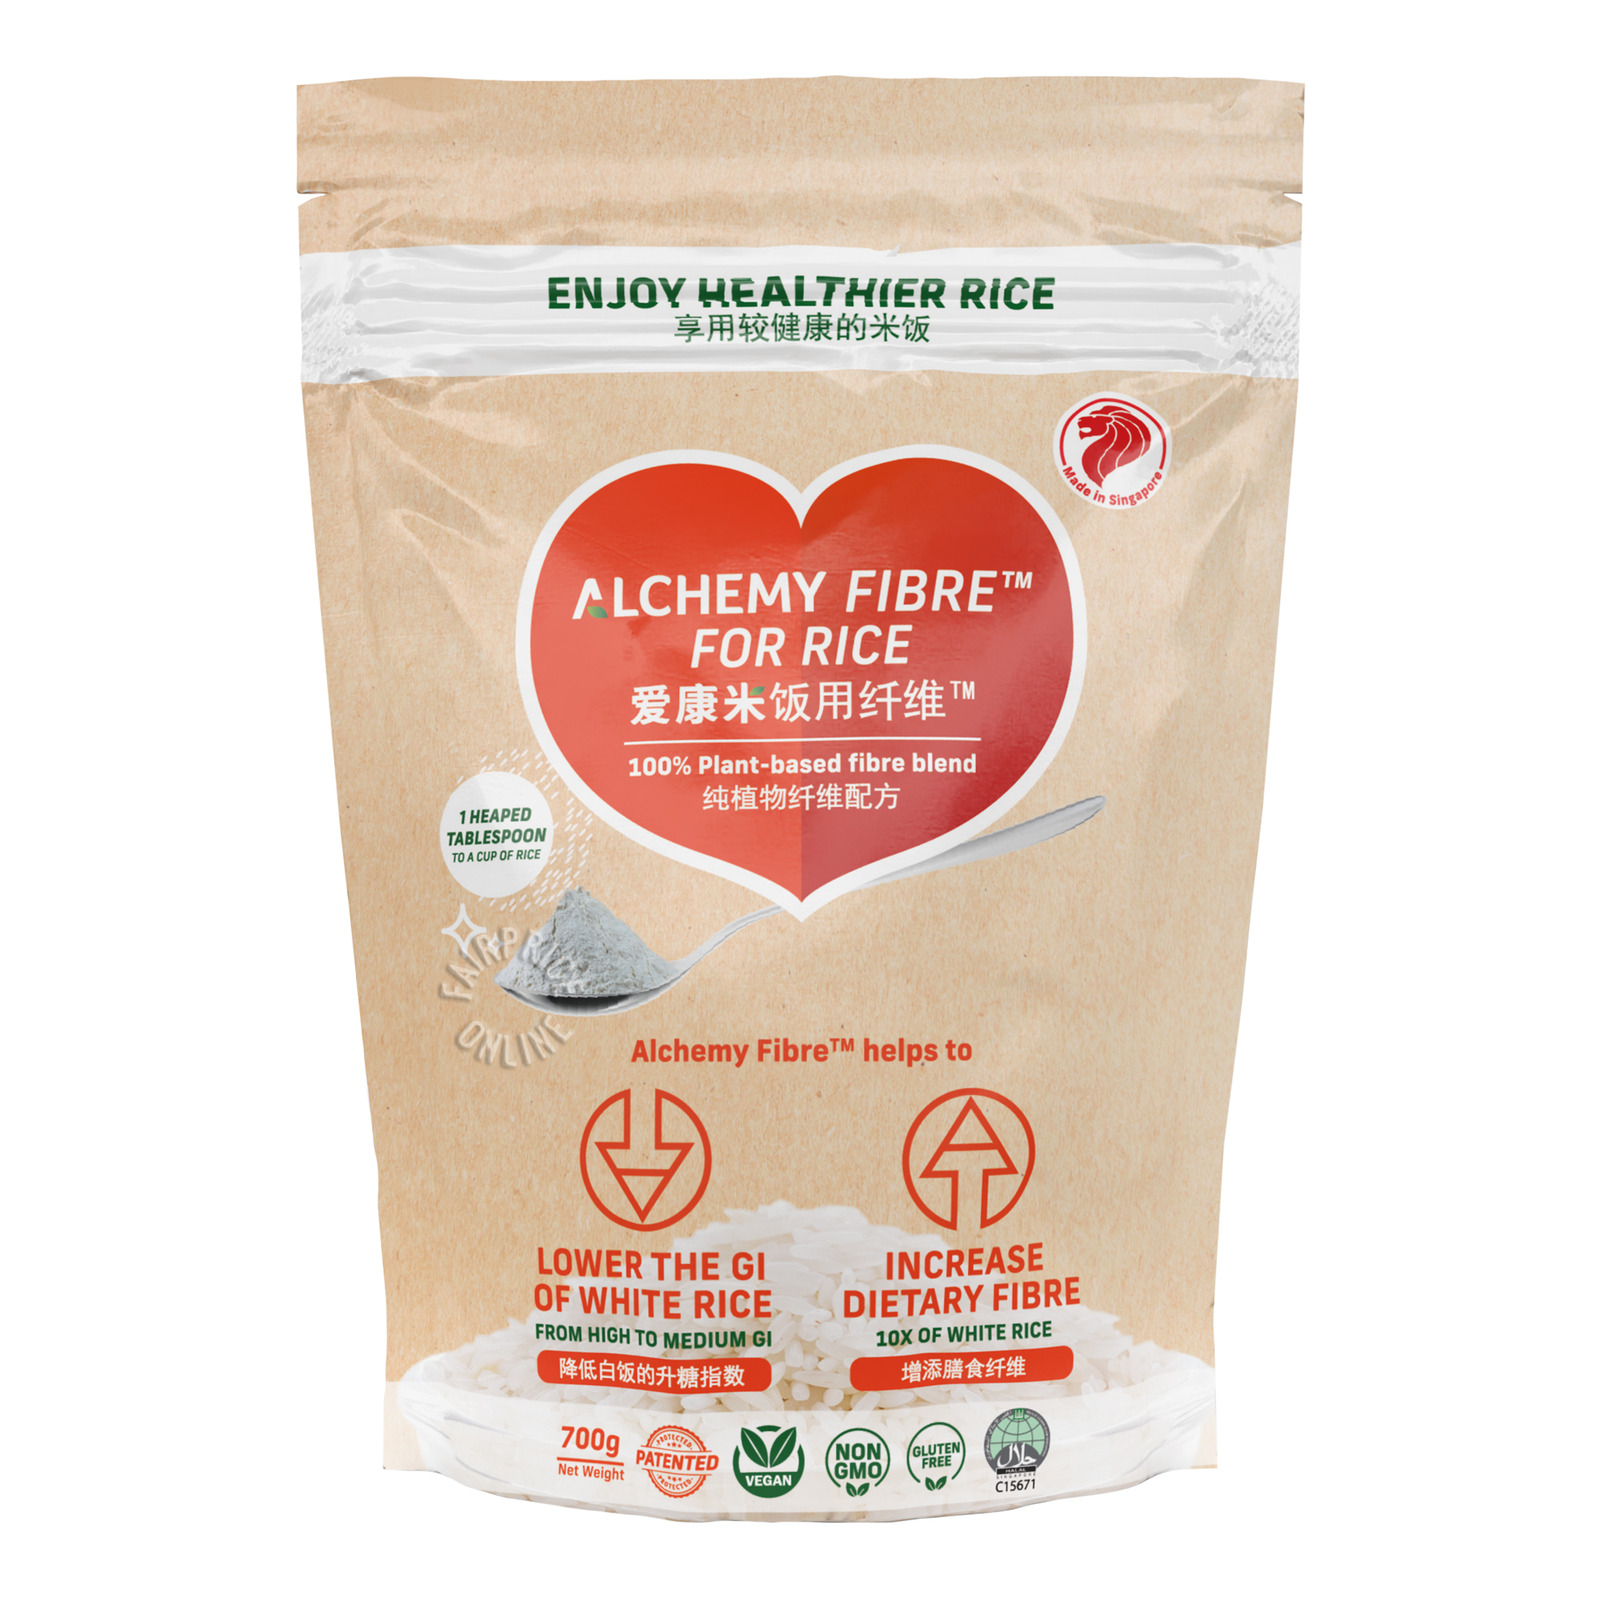 ENJOY HEALTHIER RICE
享用较健康的米饭
Made in Singapore
ALCHEMY FIBRE™
FOR RICE
爱康米饭用纤维™
100% Plant-based fibre blend
纯植物纤维配方
1 HEAPED
TABLESPOON
TO A CUP OF RICE
FAIRPRICE
ONLINE
Alchemy Fibre™ helps to
LOWER THE GI
OF WHITE RICE
FROM HIGH TO MEDIUM GI
降低白饭的升糖指数
INCREASE
DIETARY FIBRE
10X OF WHITE RICE
增添膳食纤维
700g
Net Weight
PROTECTED
PATENTED
PROTECTED
VEGAN
NON
GMO
GLUTEN
FREE
حلال
HALAL
SINGAPORE
C15671